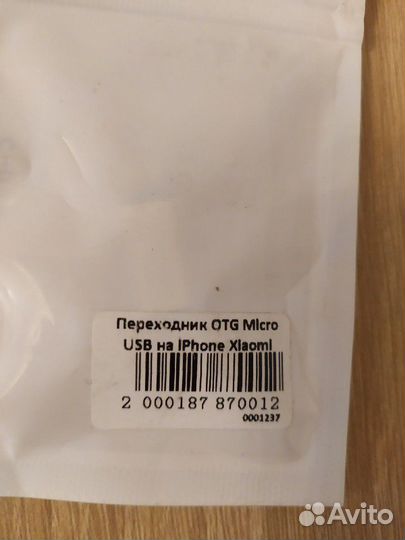 Переходник OTG Micro
USB на iPhone Xiaomi
2 000187 870012
0001237
Avito